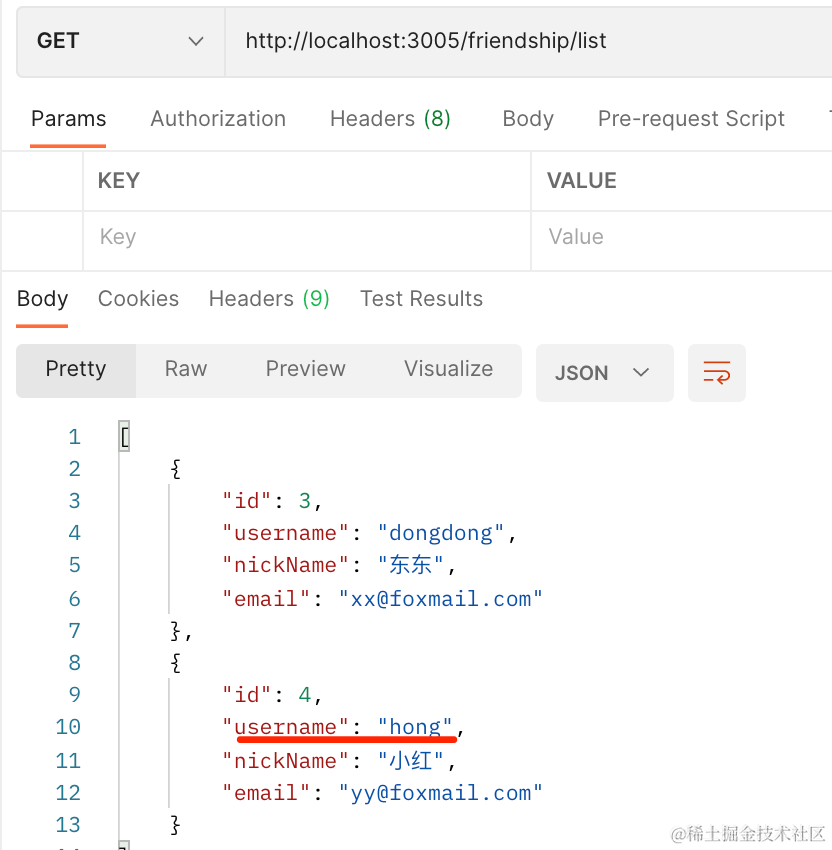 GET http://localhost:3005/friendship/list
Params Authorization Headers (8) Body Pre-request Script
KEY VALUE
Key Value
Body Cookies Headers (9) Test Results
Pretty Raw Preview Visualize JSON
1 [
2 {
3 "id": 3,
4 "username": "dongdong",
5 "nickName": "东东",
6 "email": "xx@foxmail.com"
7 },
8 {
9 "id": 4,
10 "username": "hong",
11 "nickName": "小红",
12 "email": "yy@foxmail.com"
13 }
@稀土掘金技术社区